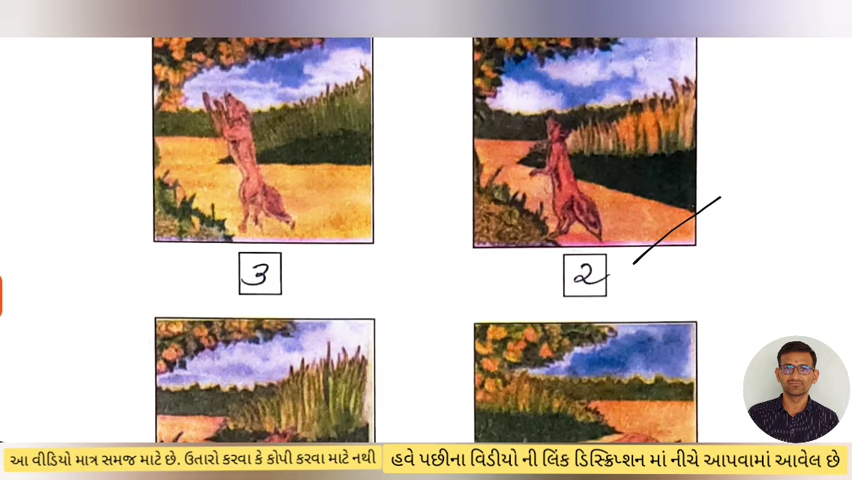 ૩
૨
આ વીડિયો માત્ર સમજ માટે છે. ઉતારો કરવા કે કોપી કરવા માટે નથી
હવે પછીના વિડીયો ની લિંક ડિસ્ક્રિપ્શન માં નીચે આપવામાં આવેલ છે